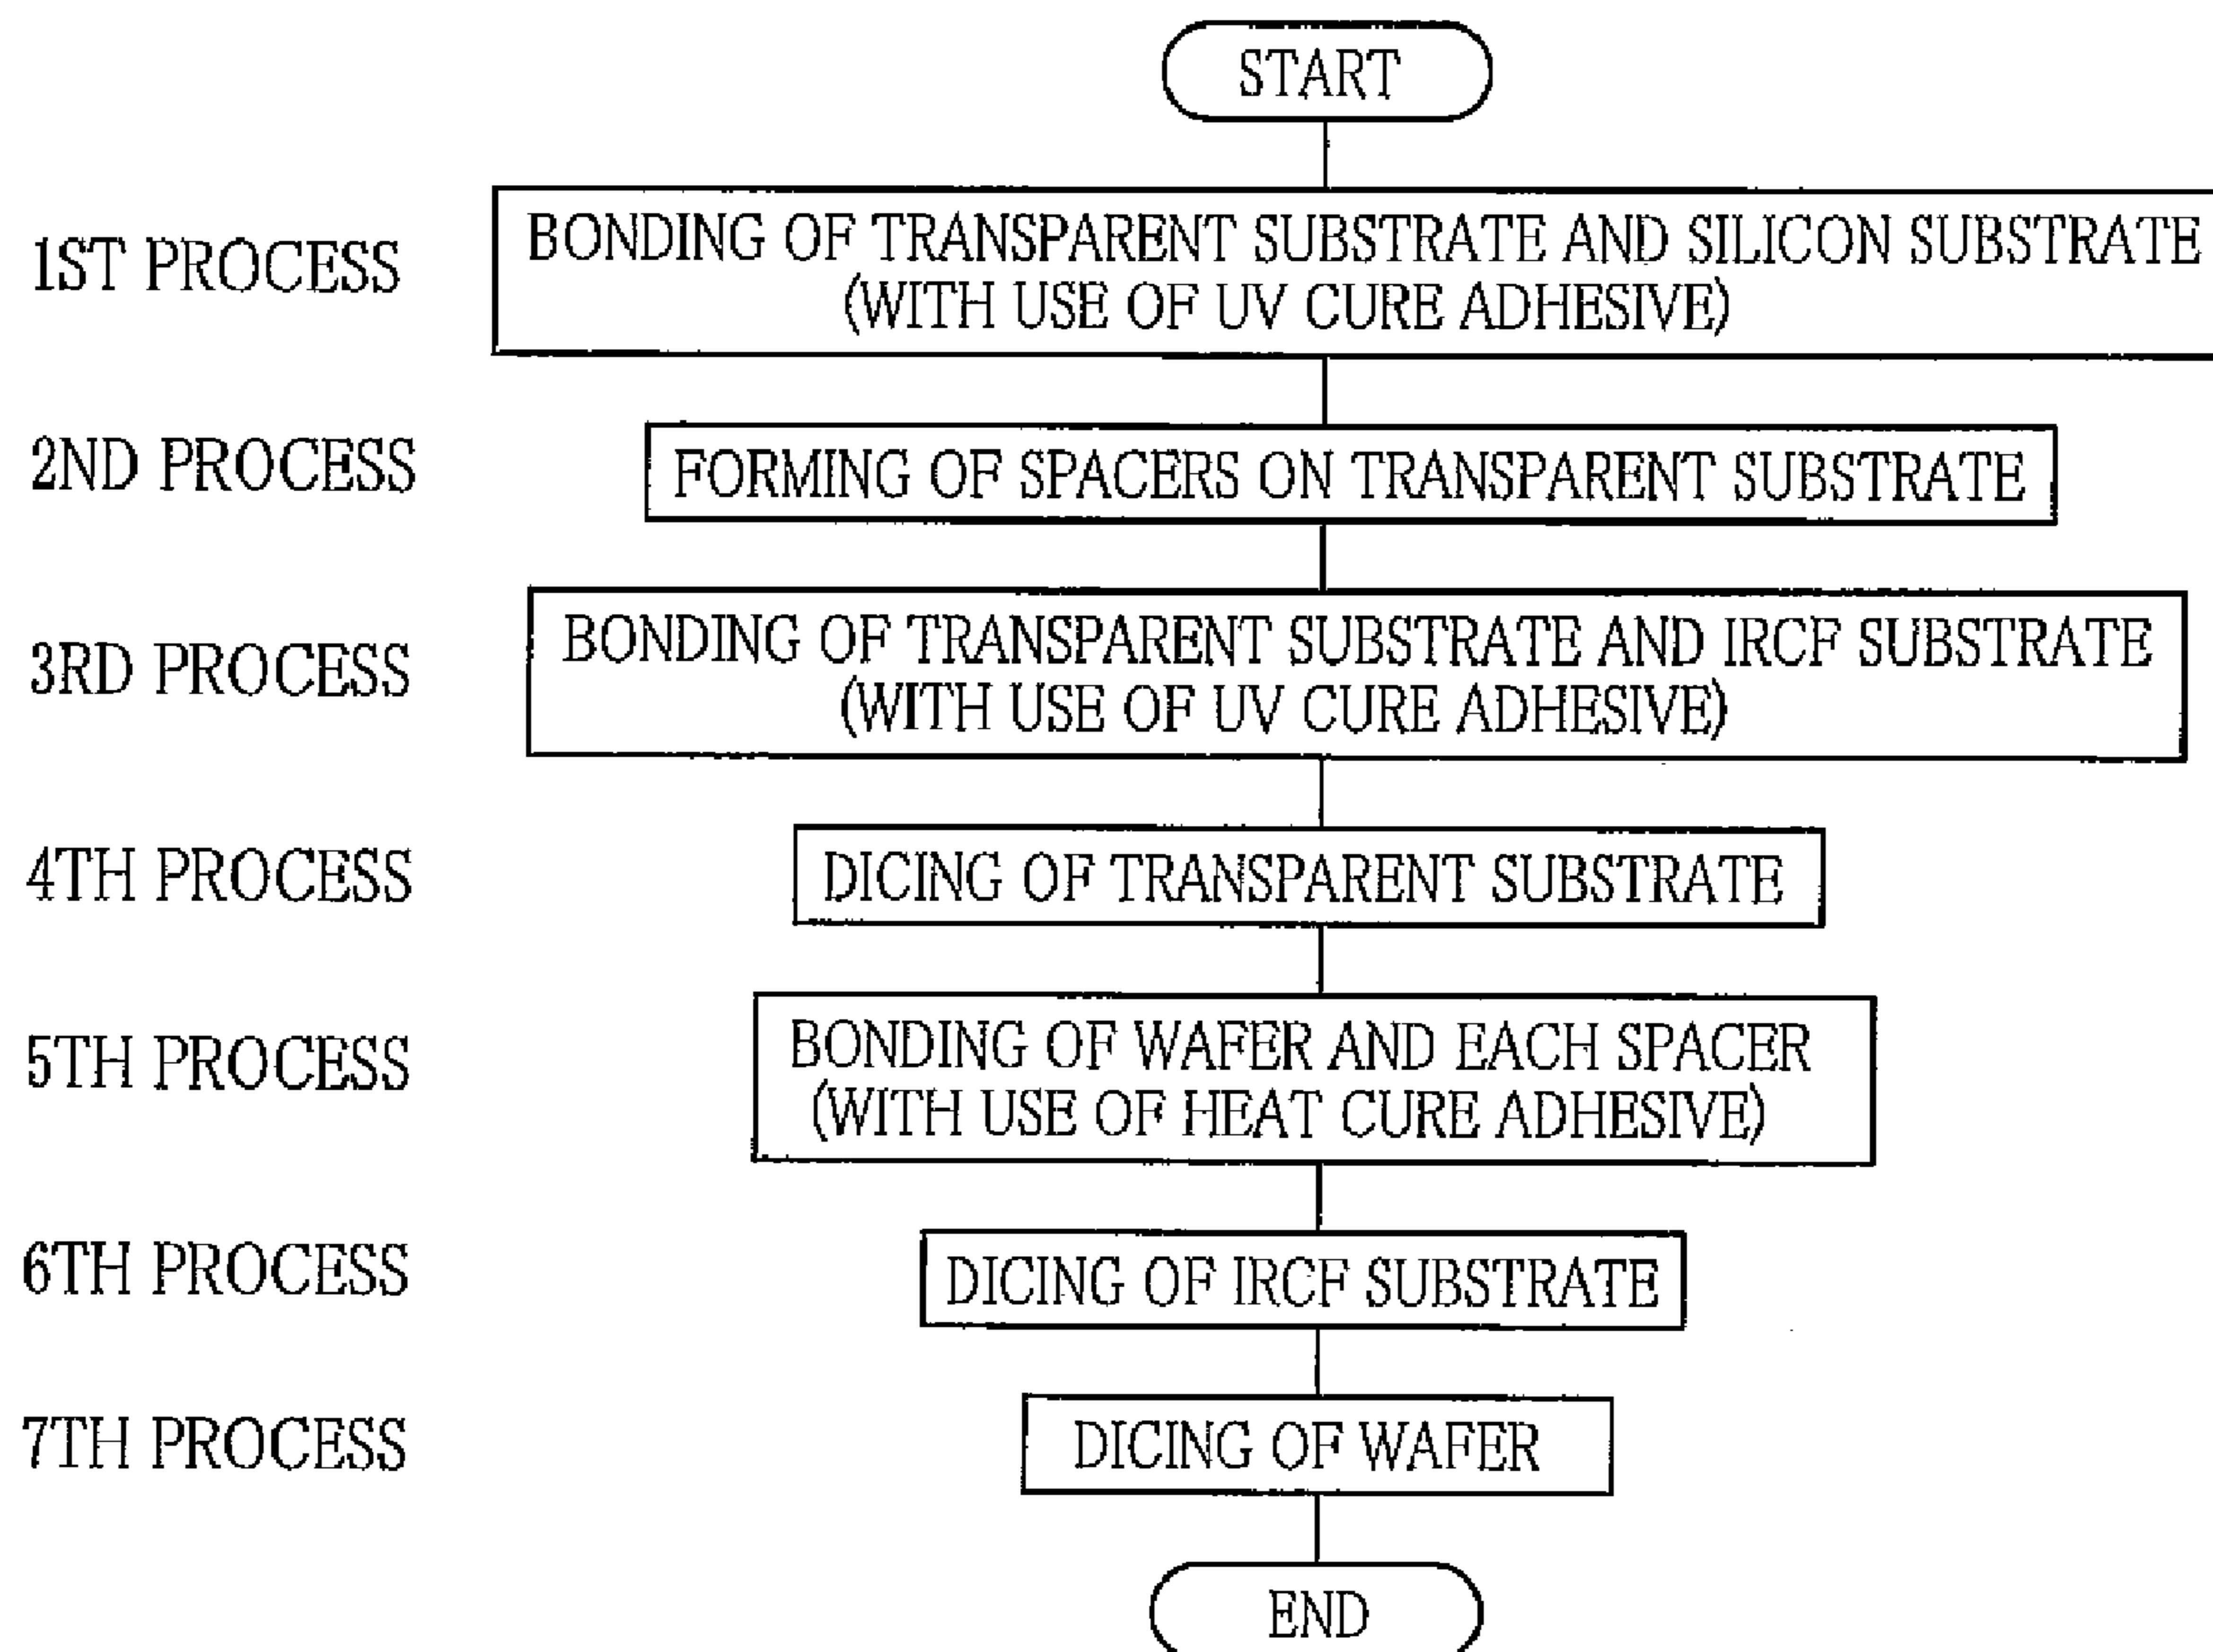 START
1ST PROCESS
BONDING OF TRANSPARENT SUBSTRATE AND SILICON SUBSTRATE
(WITH USE OF UV CURE ADHESIVE)
2ND PROCESS
FORMING OF SPACERS ON TRANSPARENT SUBSTRATE
3RD PROCESS
BONDING OF TRANSPARENT SUBSTRATE AND IRCF SUBSTRATE
(WITH USE OF UV CURE ADHESIVE)
4TH PROCESS
DICING OF TRANSPARENT SUBSTRATE
5TH PROCESS
BONDING OF WAFER AND EACH SPACER
(WITH USE OF HEAT CURE ADHESIVE)
6TH PROCESS
DICING OF IRCF SUBSTRATE
7TH PROCESS
DICING OF WAFER
END